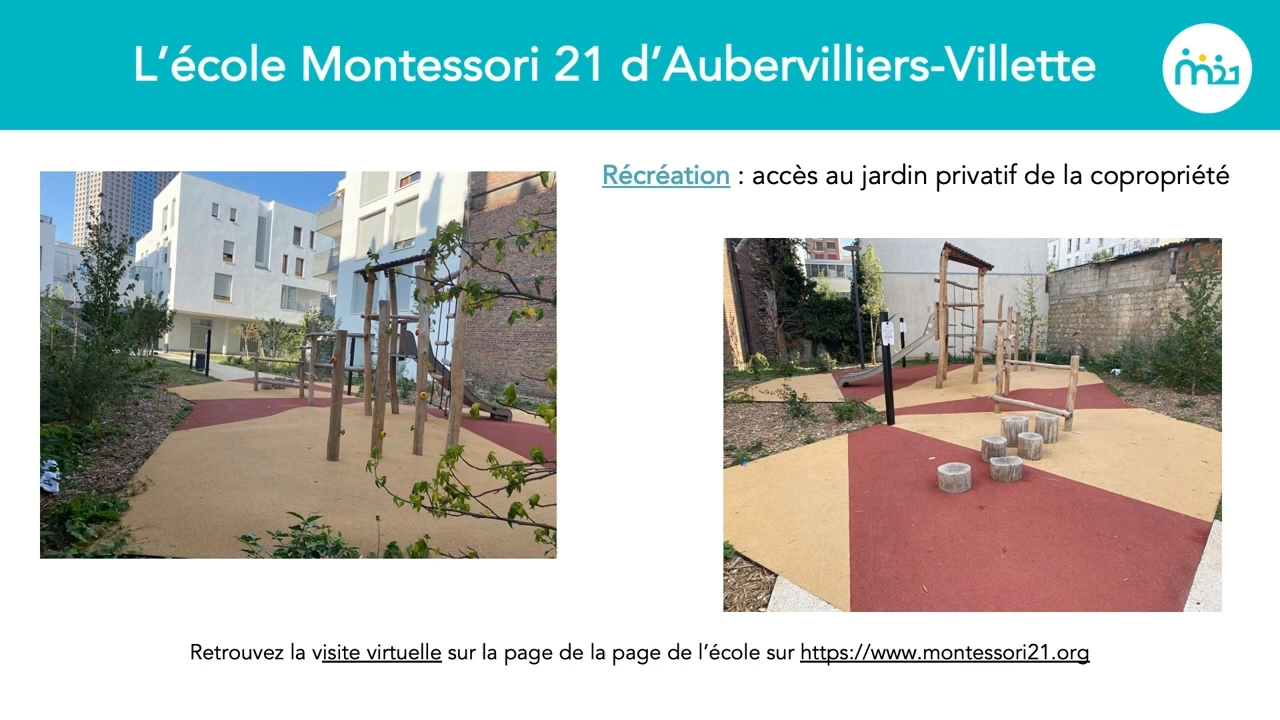 L’école Montessori 21 d’Aubervilliers-Villette
m21
Récréation : accès au jardin privatif de la copropriété
Retrouvez la visite virtuelle sur la page de la page de l’école sur https://www.montessori21.org